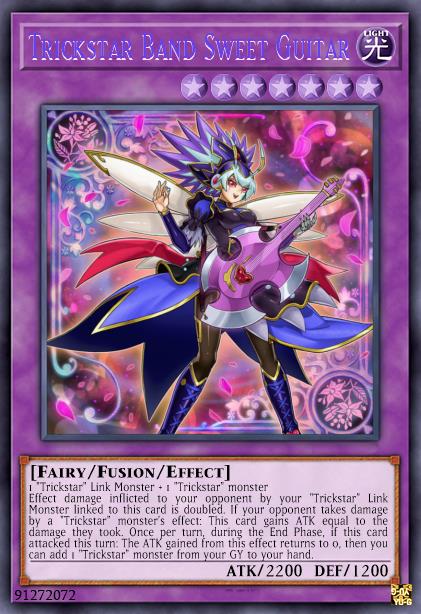 Trickstar Band Sweet Guitar
LIGHT
光
[Fairy/Fusion/Effect]
1 "Trickstar" Link Monster + 1 "Trickstar" monster
Effect damage inflicted to your opponent by your "Trickstar" Link
Monster linked to this card is doubled. If your opponent takes damage
by a "Trickstar" monster's effect: This card gains ATK equal to the
damage they took. Once per turn, during the End Phase, if this card
attacked this turn: The ATK gained from this effect returns to 0, then you
can add 1 "Trickstar" monster from your GY to your hand.
ATK/2200 DEF/1200
91272072